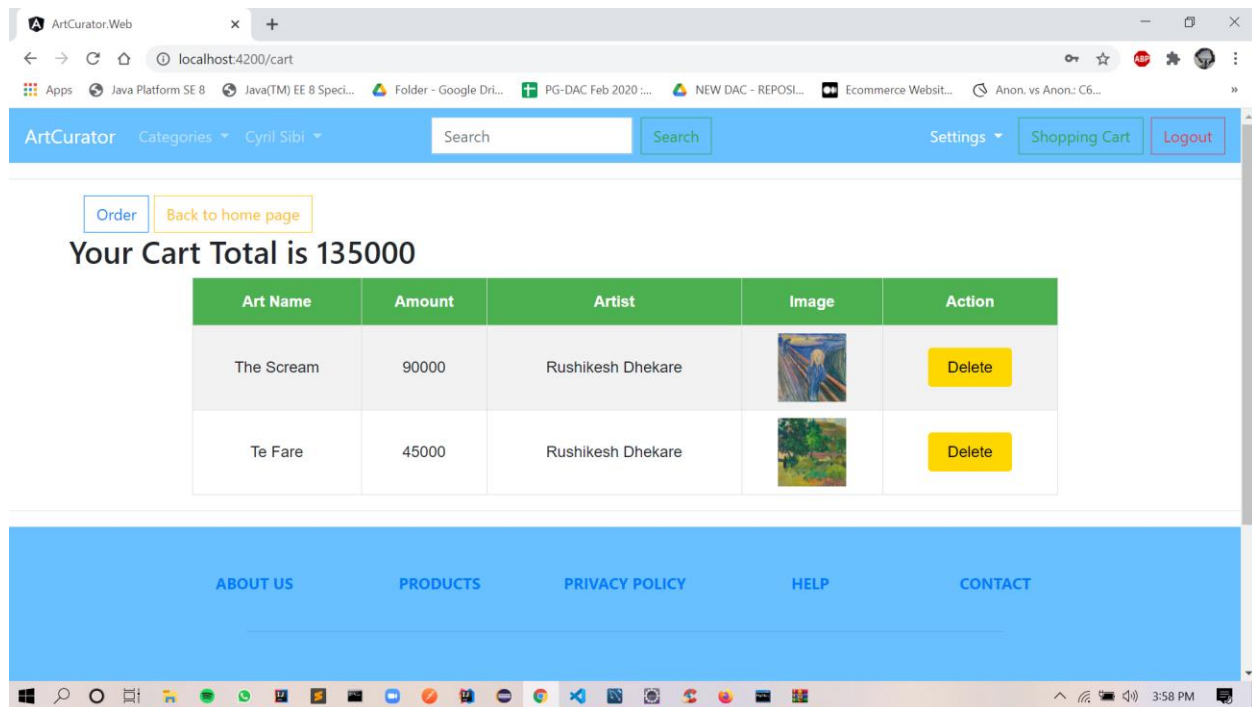 ArtCurator.Web
localhost:4200/cart
ABP
Apps Java Platform SE 8 Java(TM) EE 8 Speci... Folder - Google Dri... PG-DAC Feb 2020 :... NEW DAC - REPOSI... Ecommerce Websit... Anon. vs Anon.: C6... »
ArtCurator Categories Cyril Sibi Search Search Settings Shopping Cart Logout
Order Back to home page
Your Cart Total is 135000
Art Name Amount Artist Image Action
The Scream 90000 Rushikesh Dhekare Delete
Te Fare 45000 Rushikesh Dhekare Delete
ABOUT US PRODUCTS PRIVACY POLICY HELP CONTACT
3:58 PM